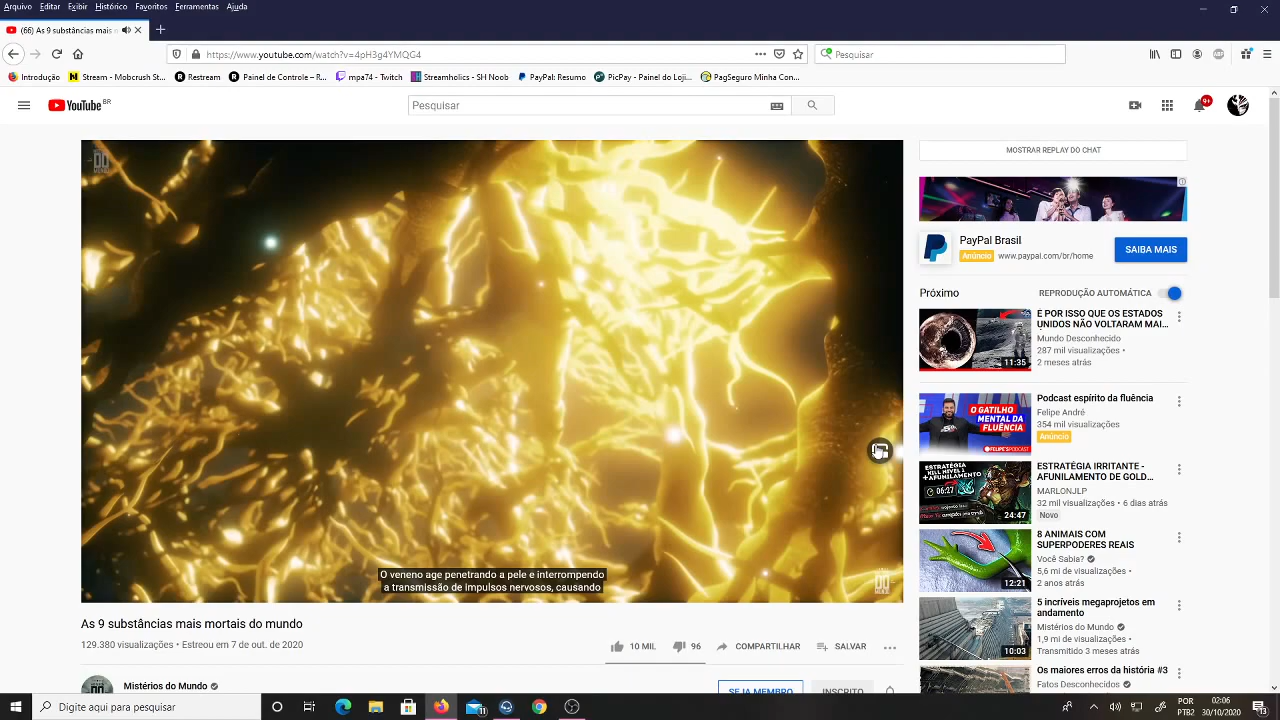 Arquivo Editar Exibir Histórico Favoritos Ferramentas Ajuda
(66) As 9 substâncias mais
https://www.youtube.com/watch?v=4pH3g4YMQG4
Pesquisar
Introdução
Stream - Mobcrush St...
Restream
Painel de Controle – R...
mpa74 - Twitch
Streamholics - SH Noob
PayPal: Resumo
PicPay - Painel do Loji...
PagSeguro Minha Con...
YouTube BR
Pesquisar
9+
O veneno age penetrando a pele e interrompendo
a transmissão de impulsos nervosos, causando
As 9 substâncias mais mortais do mundo
129.380 visualizações • Estreou em 7 de out. de 2020
10 MIL
96
COMPARTILHAR
SALVAR
Mistérios do Mundo
SEJA MEMBRO
INSCRITO
MOSTRAR REPLAY DO CHAT
PayPal Brasil
Anúncio www.paypal.com/br/home
SAIBA MAIS
Próximo
REPRODUÇÃO AUTOMÁTICA
11:35
E POR ISSO QUE OS ESTADOS
UNIDOS NÃO VOLTARAM MAI...
Mundo Desconhecido
287 mil visualizações •
2 meses atrás
O GATILHO
MENTAL DA
FLUÊNCIA
FELIPE'SPODCAST
Podcast espírito da fluência
Felipe André
354 mil visualizações
Anúncio
ESTRATÉGIA
KILL NIVEL 1
+AFUNILAMENTO
06:27
24:47
ESTRATÉGIA IRRITANTE -
AFUNILAMENTO DE GOLD...
MARLONJLP
32 mil visualizações • 6 dias atrás
Novo
12:21
8 ANIMAIS COM
SUPERPODERES REAIS
Você Sabia?
5,6 mi de visualizações •
2 anos atrás
10:03
5 incríveis megaprojetos em
andamento
Mistérios do Mundo
1,9 mi de visualizações •
Transmitido 3 meses atrás
Os maiores erros da história #3
Fatos Desconhecidos
Digite aqui para pesquisar
POR
PTB2
02:06
30/10/2020